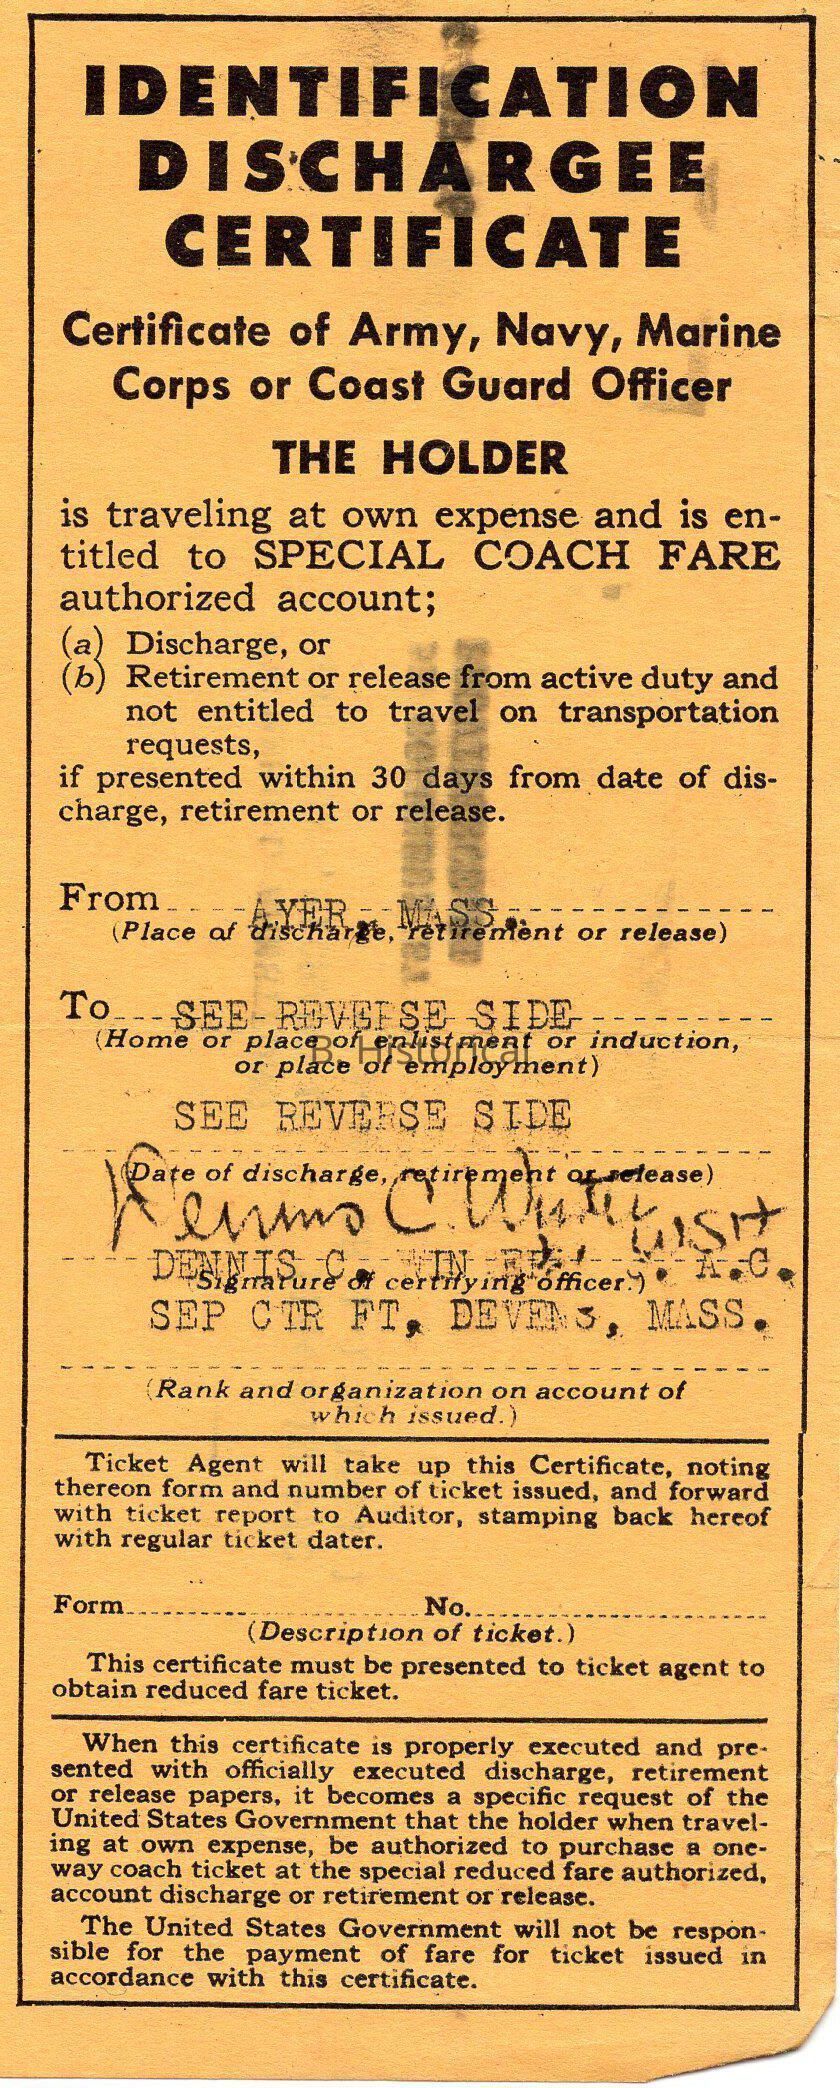 IDENTIFICATION
DISCHARGEE
CERTIFICATE
Certificate of Army, Navy, Marine
Corps or Coast Guard Officer
THE HOLDER
is traveling at own expense and is en-
titled to SPECIAL COACH FARE
authorized account;
(a) Discharge, or
(b) Retirement or release from active duty and
not entitled to travel on transportation
requests,
if presented within 30 days from date of dis-
charge, retirement or release.
From AYER, MASS.
(Place of discharge, retirement or release)
To SEE REVERSE SIDE
(Home or place of enlistment or induction,
B. Historical
or place of employment)
SEE REVERSE SIDE
(Date of discharge, retirement or release)
Dennis C. Winter
DENNIS C. A.C.
(Signature of certifying officer.)
SEP CTR FT, DEVENS, MASS.
(Rank and organization on account of
which issued.)
Ticket Agent will take up this Certificate, noting
thereon form and number of ticket issued, and forward
with ticket report to Auditor, stamping back hereof
with regular ticket dater.
Form No.
(Description of ticket.)
This certificate must be presented to ticket agent to
obtain reduced fare ticket.
When this certificate is properly executed and pre-
sented with officially executed discharge, retirement
or release papers, it becomes a specific request of the
United States Government that the holder when travel-
ing at own expense, be authorized to purchase a one-
way coach ticket at the special reduced fare authorized,
account discharge or retirement or release.
The United States Government will not be respon-
sible for the payment of fare for ticket issued in
accordance with this certificate.